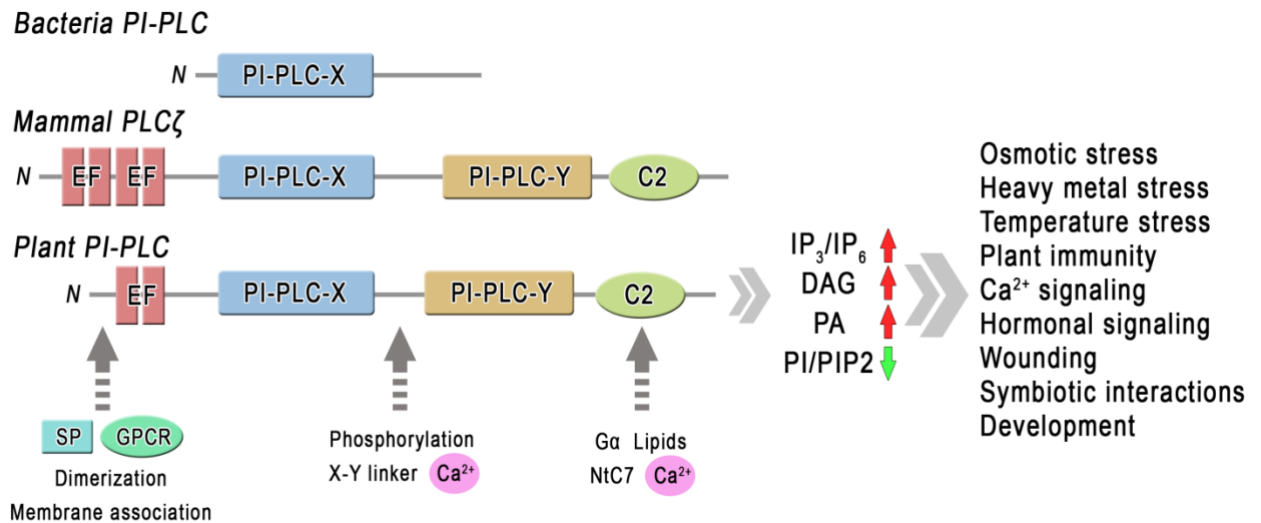 Bacteria PI-PLC
N PI-PLC-X
Mammal PLCζ
N EF EF PI-PLC-X PI-PLC-Y C2
Plant PI-PLC
N EF PI-PLC-X PI-PLC-Y C2
SP GPCR
Dimerization
Membrane association
Phosphorylation
X-Y linker Ca²⁺
Gα Lipids
NtC7 Ca²⁺
IP₃/IP₆
DAG
PA
PI/PIP2
Osmotic stress
Heavy metal stress
Temperature stress
Plant immunity
Ca²⁺ signaling
Hormonal signaling
Wounding
Symbiotic interactions
Development